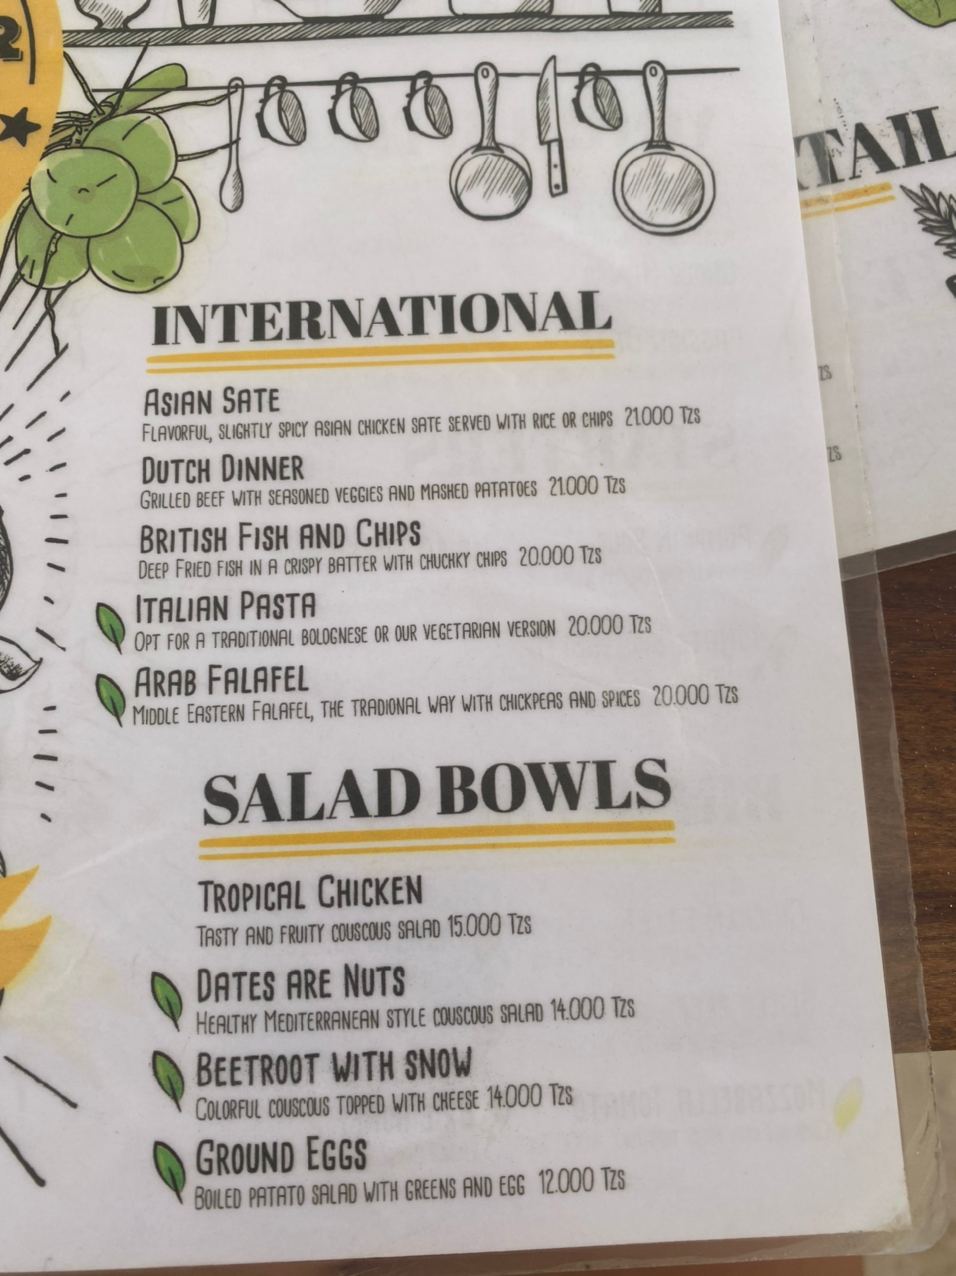 R
TAIL
INTERNATIONAL
ASIAN SATE
FLAVORFUL, SLIGHTLY SPICY ASIAN CHICKEN SATE SERVED WITH RICE OR CHIPS 21.000 TZS
DUTCH DINNER
GRILLED BEEF WITH SEASONED VEGGIES AND MASHED PATATOES 21.000 TZS
BRITISH FISH AND CHIPS
DEEP FRIED FISH IN A CRISPY BATTER WITH CHUCHKY CHIPS 20.000 TZS
ITALIAN PASTA
OPT FOR A TRADITIONAL BOLOGNESE OR OUR VEGETARIAN VERSION 20.000 TZS
ARAB FALAFEL
MIDDLE EASTERN FALAFEL, THE TRADIONAL WAY WITH CHICKPEAS AND SPICES 20.000 TZS
ZS
ZS
SALAD BOWLS
TROPICAL CHICKEN
TASTY AND FRUITY COUSCOUS SALAD 15.000 TZS
DATES ARE NUTS
HEALTHY MEDITERRANEAN STYLE COUSCOUS SALAD 14.000 TZS
BEETROOT WITH SNOW
COLORFUL COUSCOUS TOPPED WITH CHEESE 14.000 TZS
GROUND EGGS
BOILED PATATO SALAD WITH GREENS AND EGG 12.000 TZS